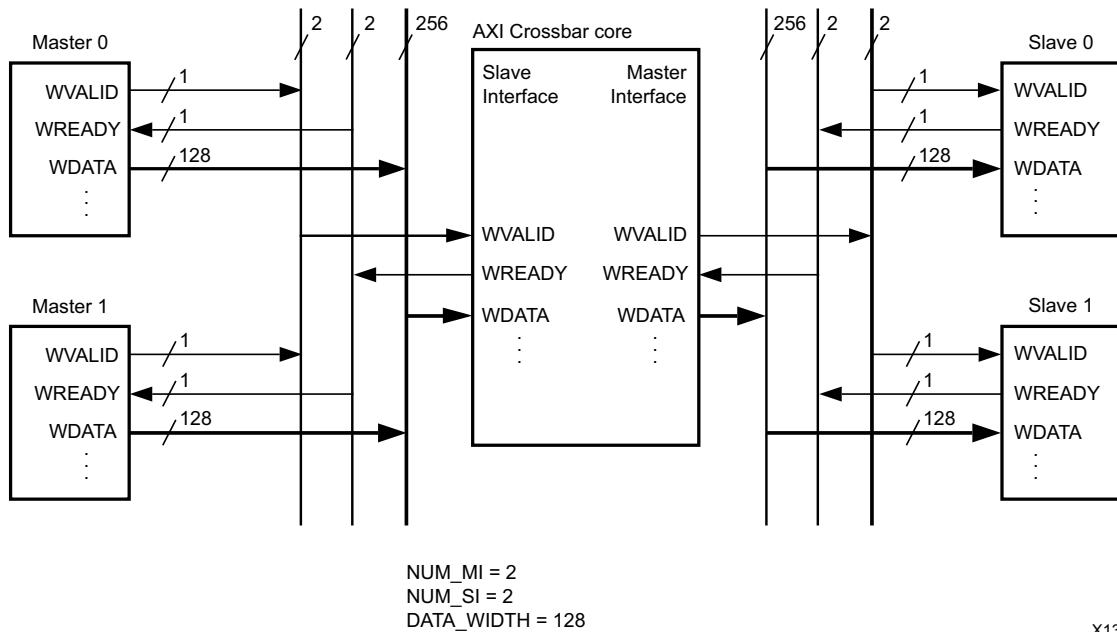 2
2
256
AXI Crossbar core
256
2
2
Master 0
WVALID
1
WREADY
1
WDATA
128
Slave
Interface
Master
Interface
WVALID
WREADY
WDATA
WVALID
WREADY
WDATA
Slave 0
1
WVALID
1
WREADY
128
WDATA
Master 1
WVALID
1
WREADY
1
WDATA
128
Slave 1
1
WVALID
1
WREADY
128
WDATA
NUM_MI = 2
NUM_SI = 2
DATA_WIDTH = 128
X13